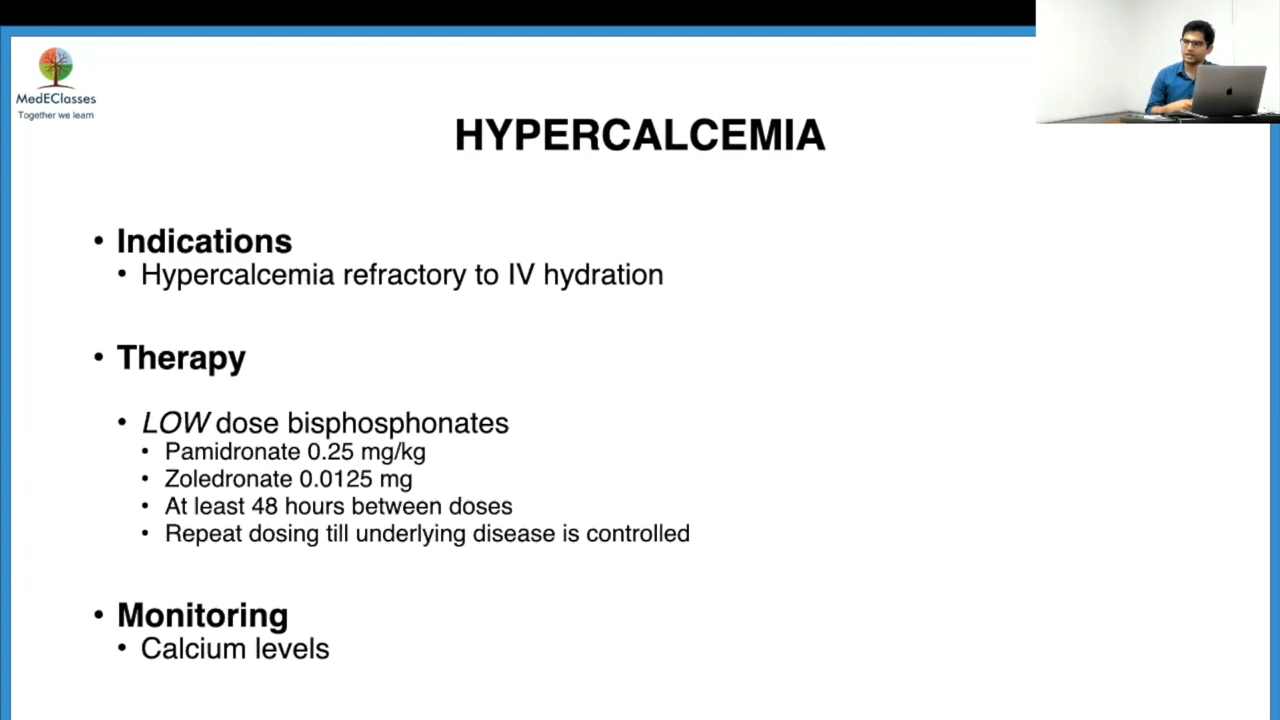 MedEClasses
Together we learn
HYPERCALCEMIA
• Indications
• Hypercalcemia refractory to IV hydration
• Therapy
• LOW dose bisphosphonates
• Pamidronate 0.25 mg/kg
• Zoledronate 0.0125 mg
• At least 48 hours between doses
• Repeat dosing till underlying disease is controlled
• Monitoring
• Calcium levels